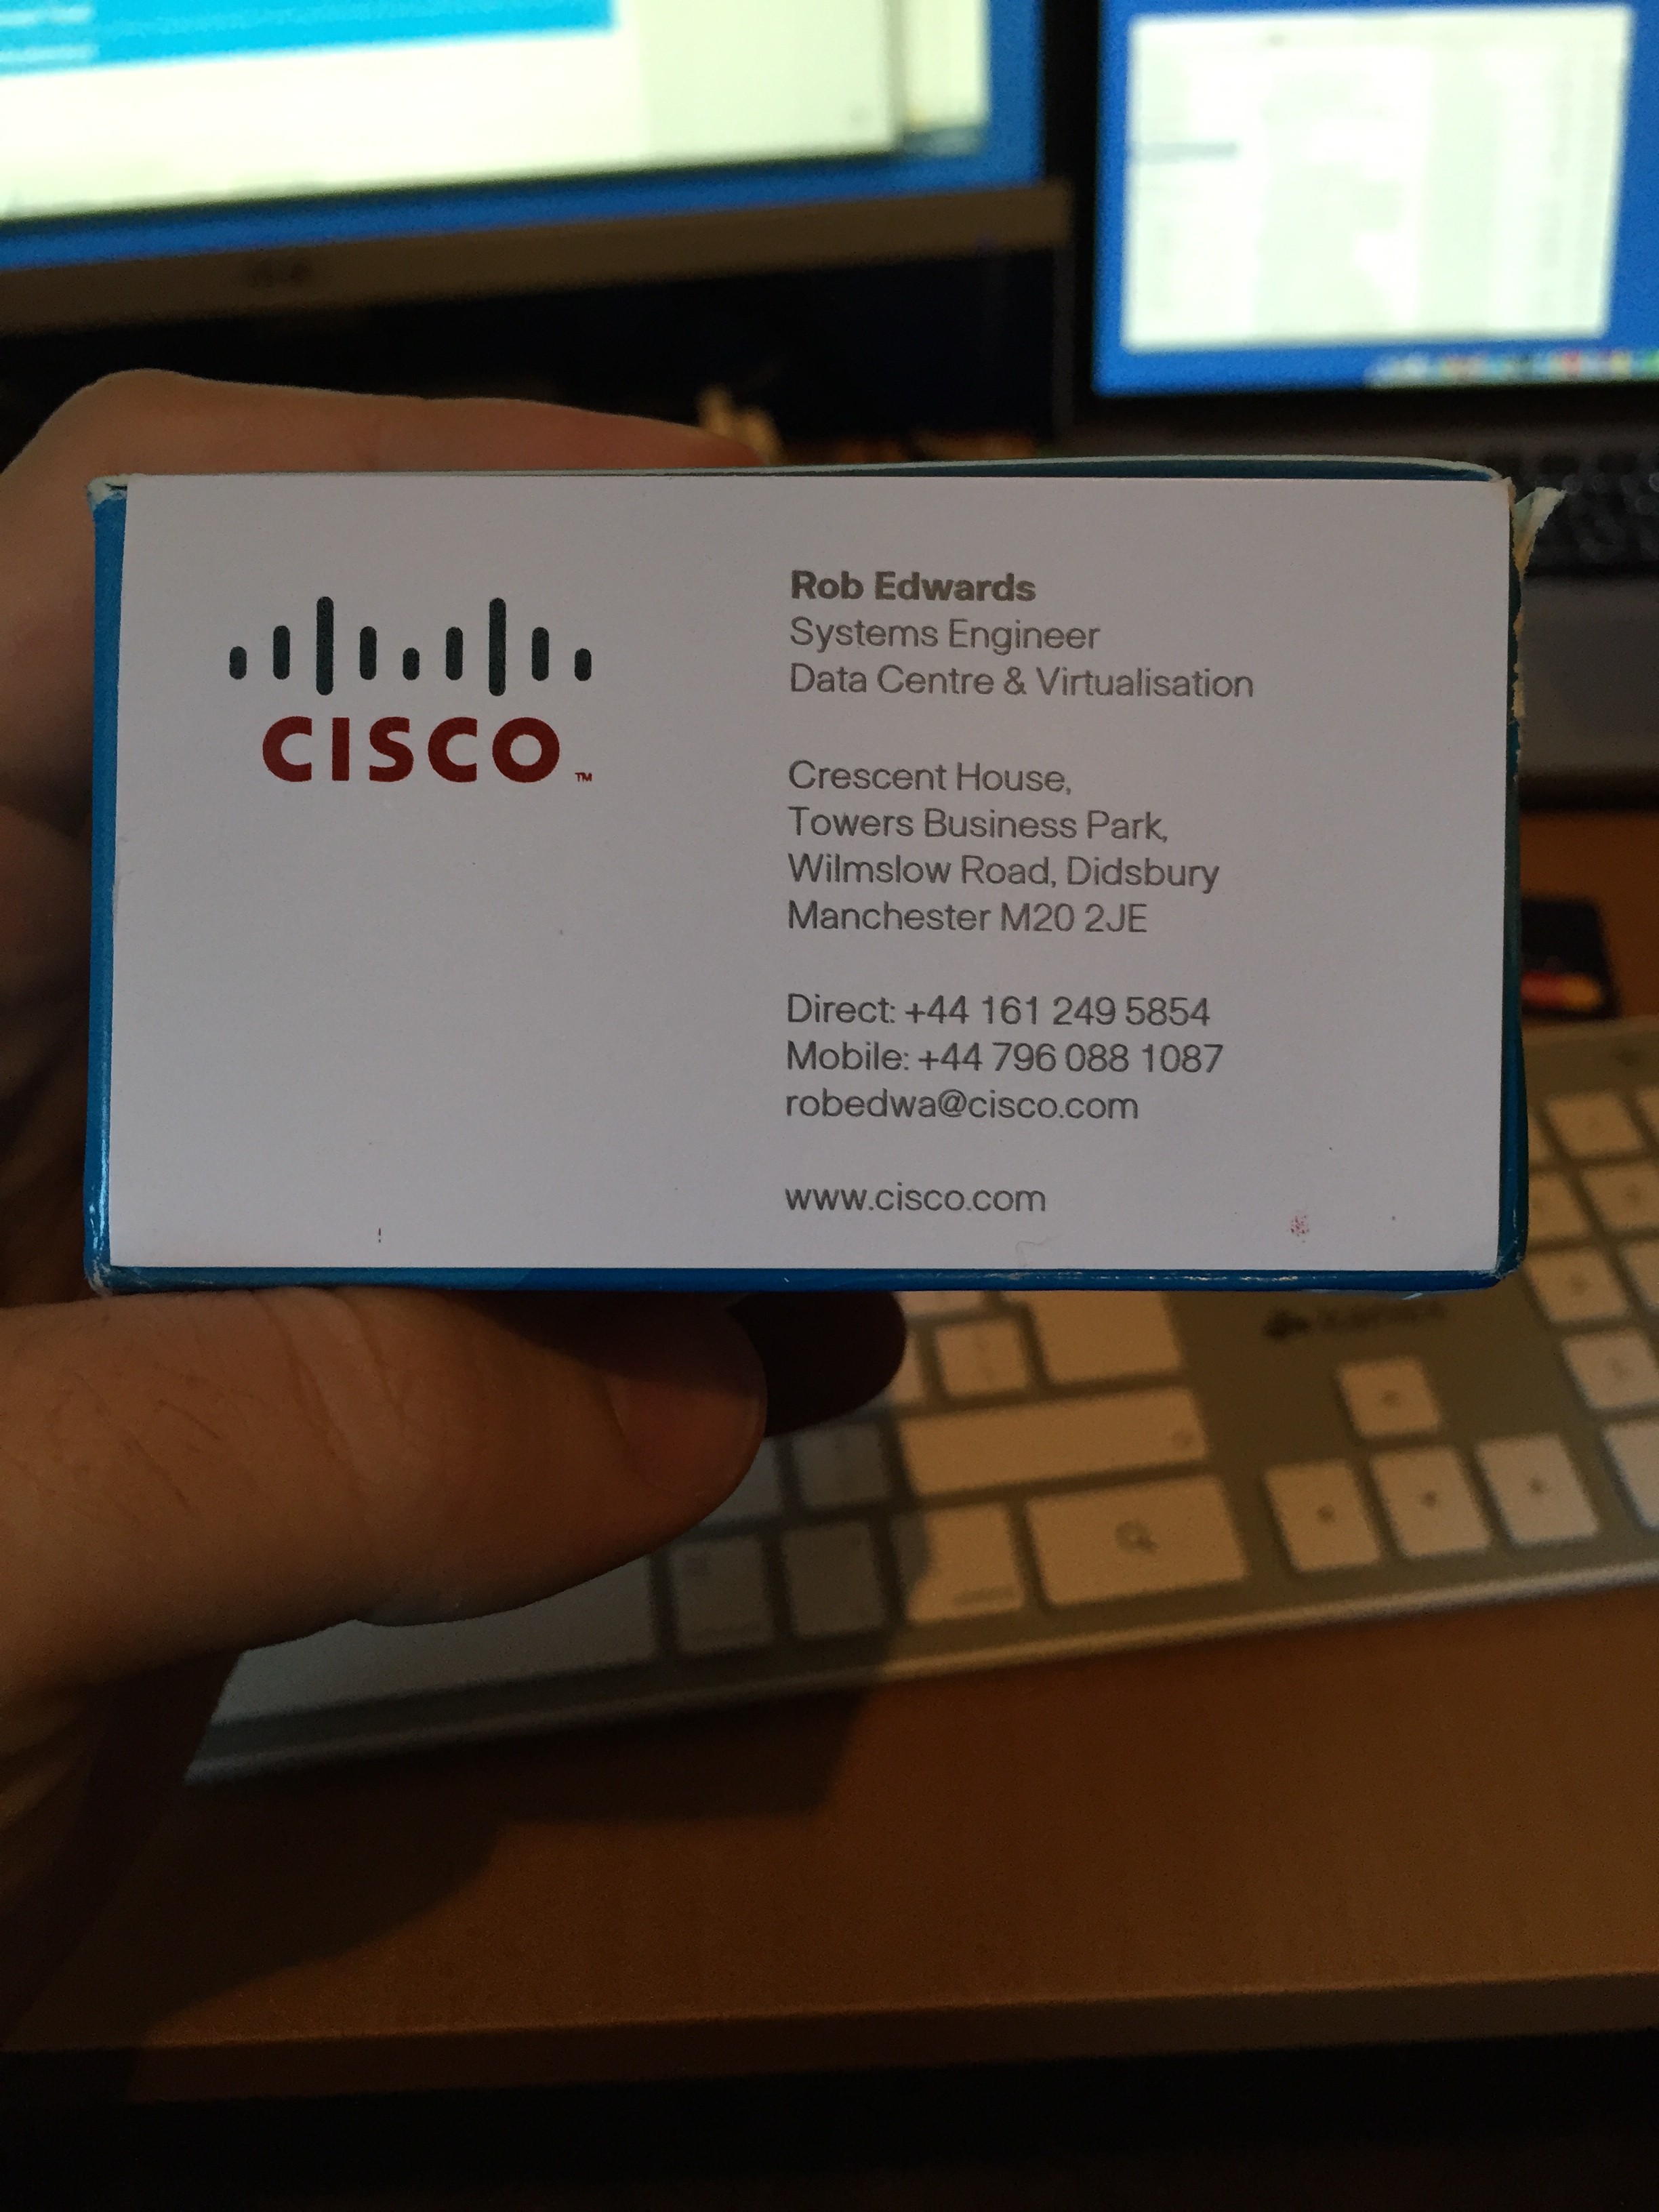 CISCO™
Rob Edwards
Systems Engineer
Data Centre & Virtualisation
Crescent House,
Towers Business Park,
Wilmslow Road, Didsbury
Manchester M20 2JE
Direct: +44 161 249 5854
Mobile: +44 796 088 1087
robedwa@cisco.com
www.cisco.com